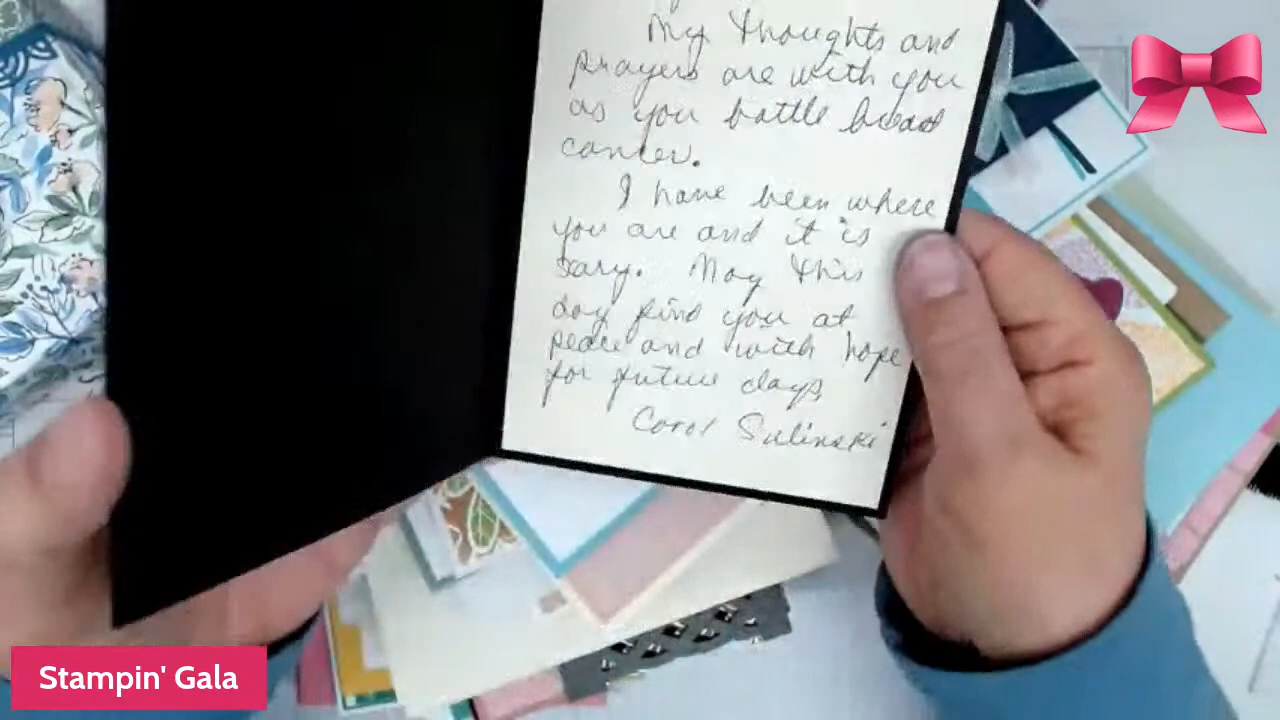 My thoughts and
prayers are with you
as you battle breast
cancer.
I have been where
you are and it is
scary. May this
day find you at
peace and with hope
for future days
Carol Sulinski
Stampin' Gala